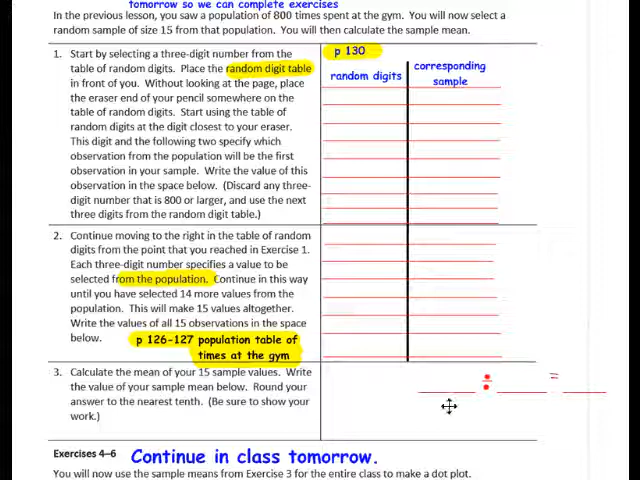 tomorrow so we can complete exercises
In the previous lesson, you saw a population of 800 times spent at the gym. You will now select a
random sample of size 15 from that population. You will then calculate the sample mean.
1. Start by selecting a three-digit number from the
table of random digits. Place the random digit table
in front of you. Without looking at the page, place
the eraser end of your pencil somewhere on the
table of random digits. Start using the table of
random digits at the digit closest to your eraser.
This digit and the following two specify which
observation from the population will be the first
observation in your sample. Write the value of this
observation in the space below. (Discard any three-
digit number that is 800 or larger, and use the next
three digits from the random digit table.)
p 130
random digits
corresponding
sample
2. Continue moving to the right in the table of random
digits from the point that you reached in Exercise 1.
Each three-digit number specifies a value to be
selected from the population. Continue in this way
until you have selected 14 more values from the
population. This will make 15 values altogether.
Write the values of all 15 observations in the space
below.
p 126-127 population table of
times at the gym
3. Calculate the mean of your 15 sample values. Write
the value of your sample mean below. Round your
answer to the nearest tenth. (Be sure to show your
work.)
÷ =
Exercises 4–6 Continue in class tomorrow.
You will now use the sample means from Exercise 3 for the entire class to make a dot plot.